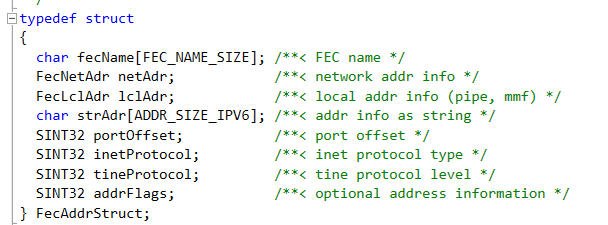 typedef struct
{
char fecName[FEC_NAME_SIZE]; /**< FEC name */
FecNetAdr netAdr; /**< network addr info */
FecLclAdr lclAdr; /**< local addr info (pipe, mmf) */
char strAdr[ADDR_SIZE_IPV6]; /**< addr info as string */
SINT32 portOffset; /**< port offset */
SINT32 inetProtocol; /**< inet protocol type */
SINT32 tineProtocol; /**< tine protocol level */
SINT32 addrFlags; /**< optional address information */
} FecAddrStruct;